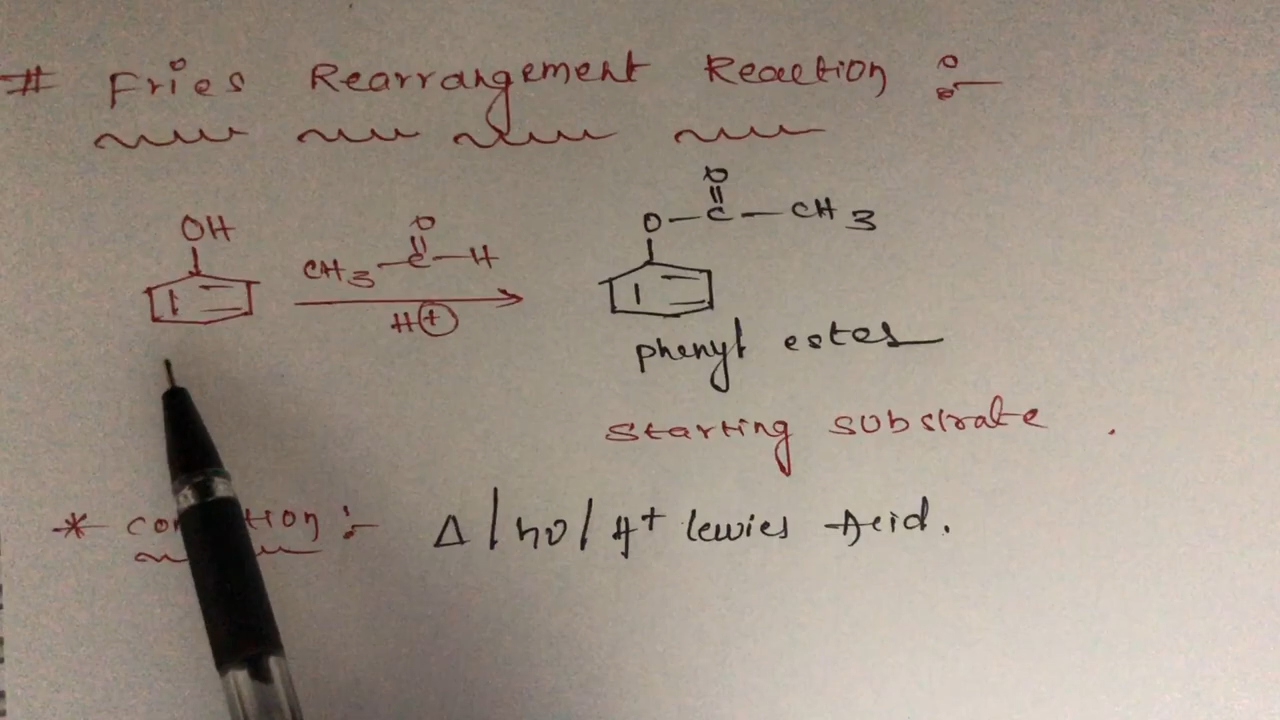 # Fries Rearrangement Reaction :-
OH
CH3-C-H
O
H+
O-C-CH3
O
phenyl ester
starting substrate .
* :- Δ/hν/H+ lewies Acid.